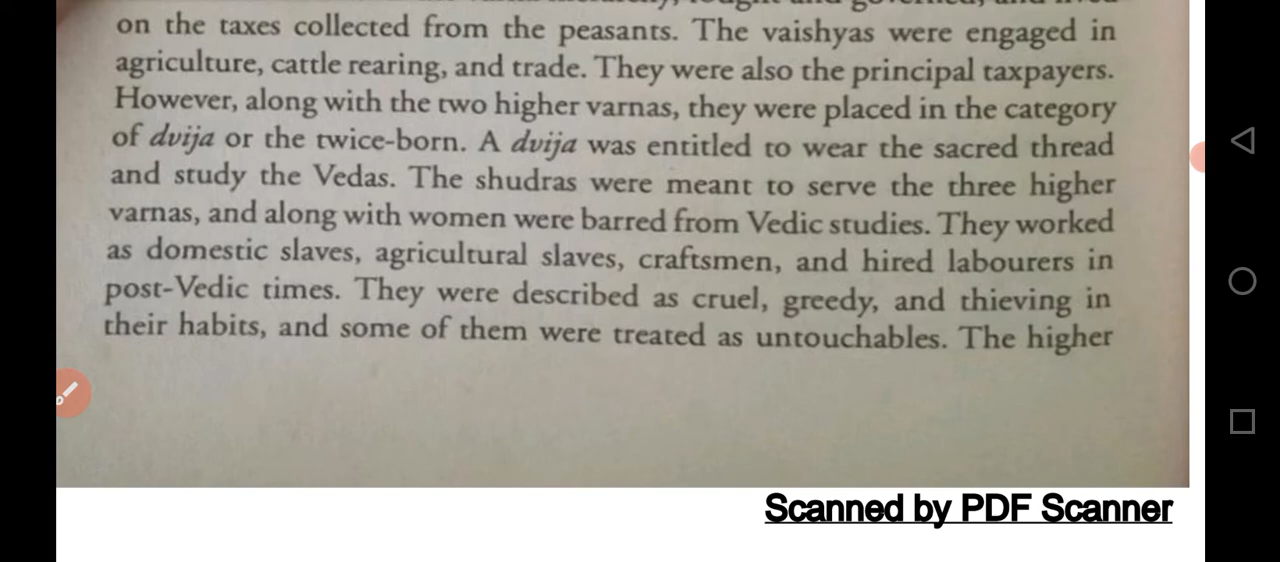 on the taxes collected from the peasants. The vaishyas were engaged in
agriculture, cattle rearing, and trade. They were also the principal taxpayers.
However, along with the two higher varnas, they were placed in the category
of dvija or the twice-born. A dvija was entitled to wear the sacred thread
and study the Vedas. The shudras were meant to serve the three higher
varnas, and along with women were barred from Vedic studies. They worked
as domestic slaves, agricultural slaves, craftsmen, and hired labourers in
post-Vedic times. They were described as cruel, greedy, and thieving in
their habits, and some of them were treated as untouchables. The higher
Scanned by PDF Scanner